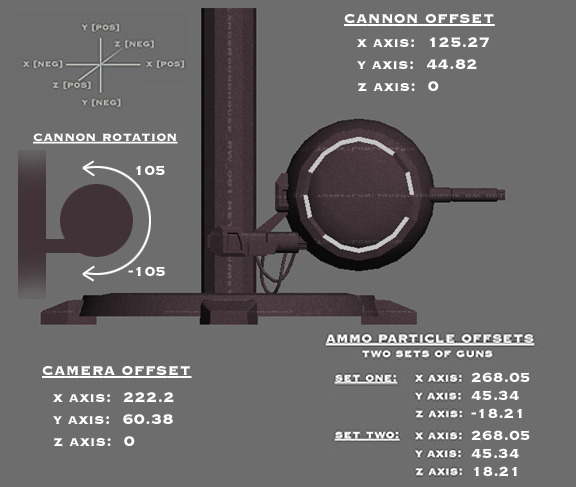 Y [POS]
Z [NEG]
X [NEG]
X [POS]
Z [POS]
Y [NEG]
CANNON OFFSET
X AXIS: 125.27
Y AXIS: 44.82
Z AXIS: 0
CANNON ROTATION
105
-105
CAMERA OFFSET
X AXIS: 222.2
Y AXIS: 60.38
Z AXIS: 0
AMMO PARTICLE OFFSETS
TWO SETS OF GUNS
SET ONE: X AXIS: 268.05
Y AXIS: 45.34
Z AXIS: -18.21
SET TWO: X AXIS: 268.05
Y AXIS: 45.34
Z AXIS: 18.21